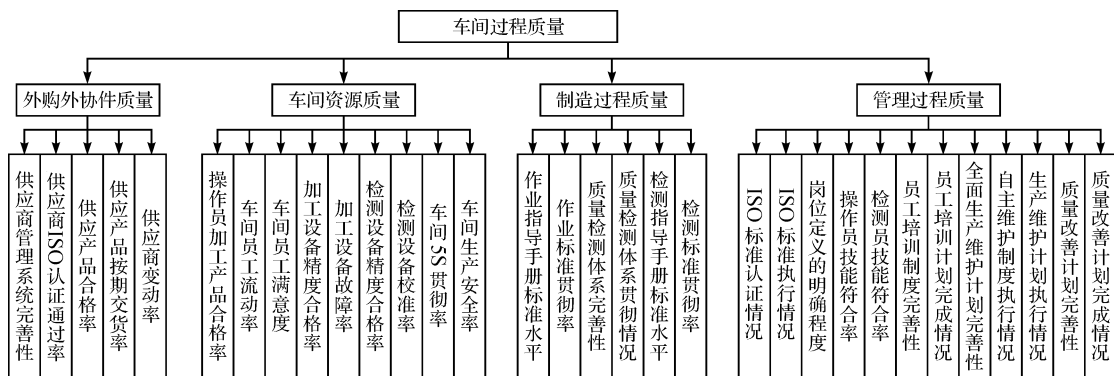 车间过程质量
外购外协件质量
车间资源质量
制造过程质量
管理过程质量
供应商管理系统完善性
供应商ISO认证通过率
供应产品合格率
供应产品按期交货率
供应商变动率
操作员加工产品合格率
车间员工流动率
车间员工满意度
加工设备精度合格率
加工设备故障率
检测设备精度合格率
检测设备校准率
车间5S贯彻率
车间生产安全率
作业指导手册标准水平
作业标准贯彻率
质量检测体系完善性
质量检测体系贯彻情况
检测指导手册标准水平
检测标准贯彻率
ISO标准认证情况
ISO标准执行情况
岗位定义的明确程度
操作员技能符合率
检测员技能符合率
员工培训制度完善性
员工培训计划完成情况
全面生产维护计划完善性
自主维护制度执行情况
生产维护计划执行情况
质量改善计划完善性
质量改善计划完成情况